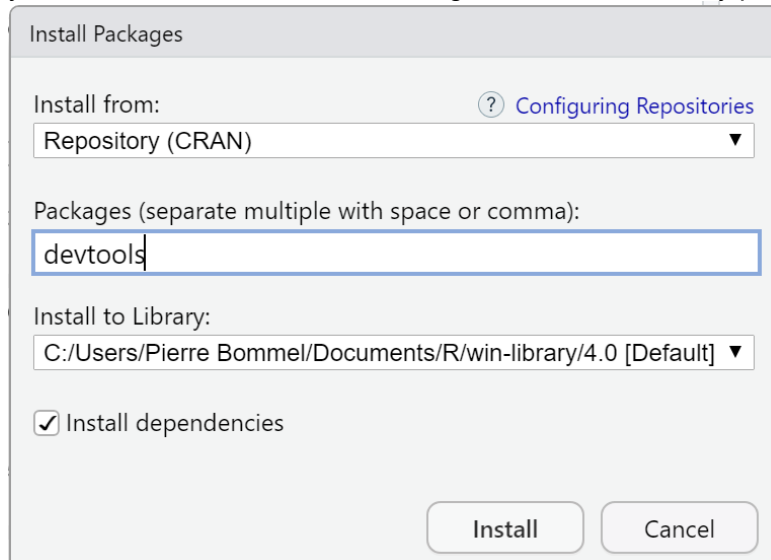 Install Packages
Install from:
? Configuring Repositories
Repository (CRAN)
Packages (separate multiple with space or comma):
devtools
Install to Library:
C:/Users/Pierre Bommel/Documents/R/win-library/4.0 [Default]
Install dependencies
Install Cancel